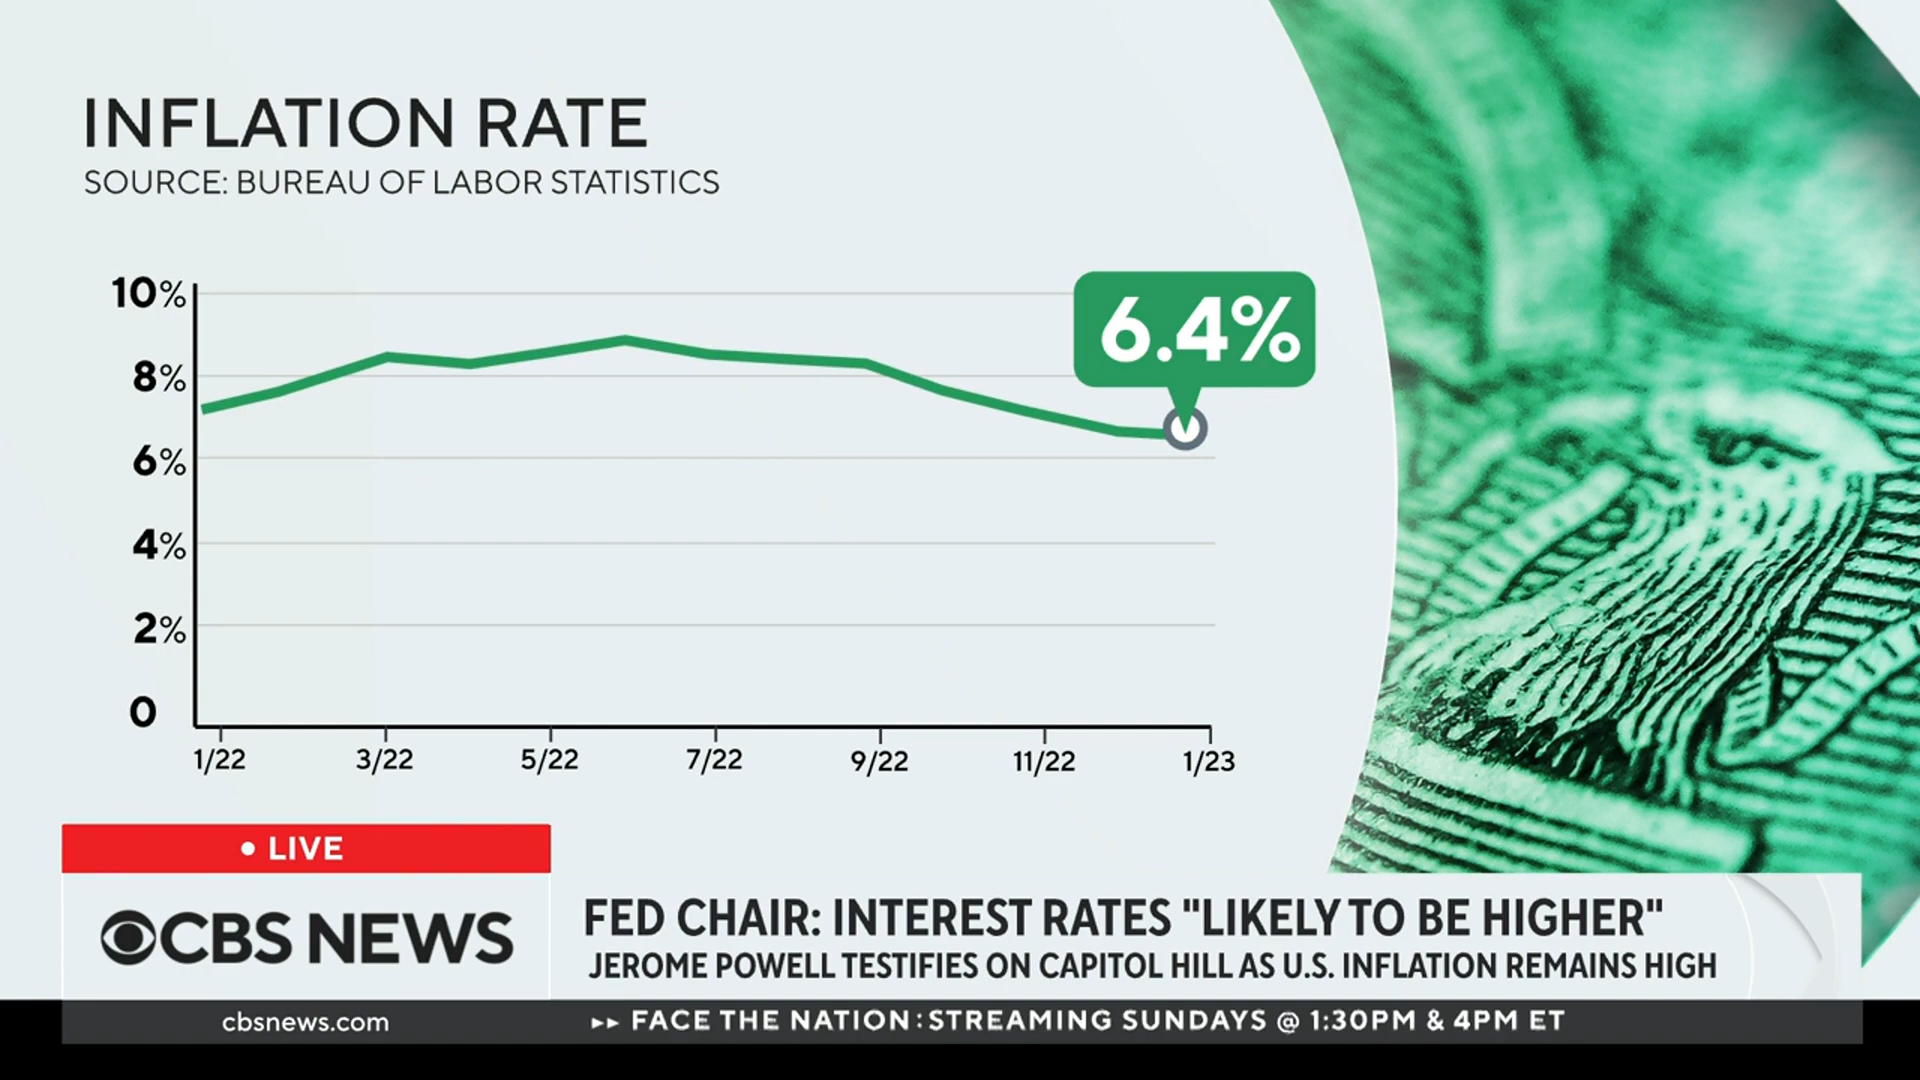 INFLATION RATE
SOURCE: BUREAU OF LABOR STATISTICS
10%
8%
6%
4%
2%
0
6.4%
1/22 3/22 5/22 7/22 9/22 11/22 1/23
• LIVE
CBS NEWS
FED CHAIR: INTEREST RATES "LIKELY TO BE HIGHER"
JEROME POWELL TESTIFIES ON CAPITOL HILL AS U.S. INFLATION REMAINS HIGH
cbsnews.com
FACE THE NATION: STREAMING SUNDAYS @ 1:30PM & 4PM ET